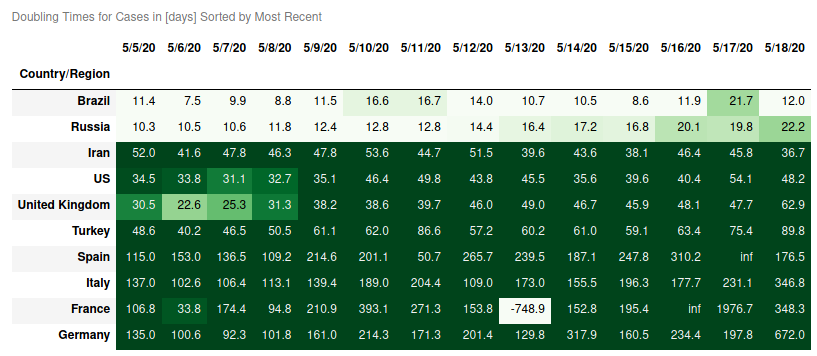 Doubling Times for Cases in [days] Sorted by Most Recent
5/5/20 5/6/20 5/7/20 5/8/20 5/9/20 5/10/20 5/11/20 5/12/20 5/13/20 5/14/20 5/15/20 5/16/20 5/17/20 5/18/20
Country/Region
Brazil 11.4 7.5 9.9 8.8 11.5 16.6 16.7 14.0 10.7 10.5 8.6 11.9 21.7 12.0
Russia 10.3 10.5 10.6 11.8 12.4 12.8 12.8 14.4 16.4 17.2 16.8 20.1 19.8 22.2
Iran 52.0 41.6 47.8 46.3 47.8 53.6 44.7 51.5 39.6 43.6 38.1 46.4 45.8 36.7
US 34.5 33.8 31.1 32.7 35.1 46.4 49.8 43.8 45.5 35.6 39.6 40.4 54.1 48.2
United Kingdom 30.5 22.6 25.3 31.3 38.2 38.6 39.7 46.0 49.0 46.7 45.9 48.1 47.7 62.9
Turkey 48.6 40.2 46.5 50.5 61.1 62.0 86.6 57.2 60.2 61.0 59.1 63.4 75.4 89.8
Spain 115.0 153.0 136.5 109.2 214.6 201.1 50.7 265.7 239.5 187.1 247.8 310.2 inf 176.5
Italy 137.0 102.6 106.4 113.1 139.4 189.0 204.4 109.0 173.0 155.5 196.3 177.7 231.1 346.8
France 106.8 33.8 174.4 94.8 210.9 393.1 271.3 153.8 -748.9 152.8 195.4 inf 1976.7 348.3
Germany 135.0 100.6 92.3 101.8 161.0 214.3 171.3 201.4 129.8 317.9 160.5 234.4 197.8 672.0